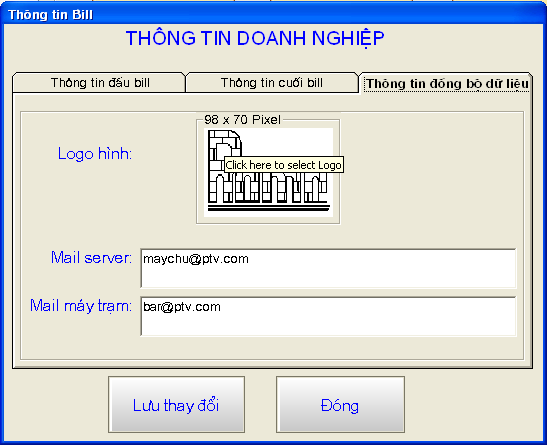 Thông tin Bill
THÔNG TIN DOANH NGHIỆP
Thông tin đầu bill
Thông tin cuối bill
Thông tin đồng bộ dữ liệu
98 x 70 Pixel
Logo hình:
Click here to select Logo
Mail server:
maychu@ptv.com
Mail máy trạm:
bar@ptv.com
Lưu thay đổi
Đóng